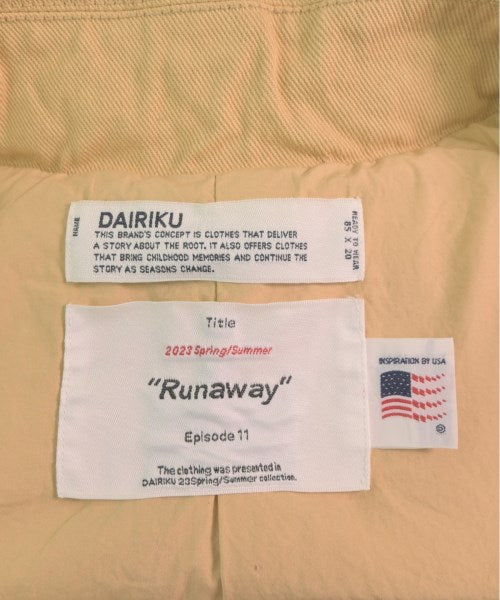 NAME
DAIRIKU
THIS BRAND'S CONCEPT IS CLOTHES THAT DELIVER
A STORY ABOUT THE ROOT. IT ALSO OFFERS CLOTHES
THAT BRING CHILDHOOD MEMORIES AND CONTINUE THE
STORY AS SEASONS CHANGE.
READY TO WEAR
85 X 20
Title
2023 Spring/Summer
"Runaway"
Episode 11
The clothing was presented in
DAIRIKU 23Spring/Summer collection.
INSPIRATION BY USA
©